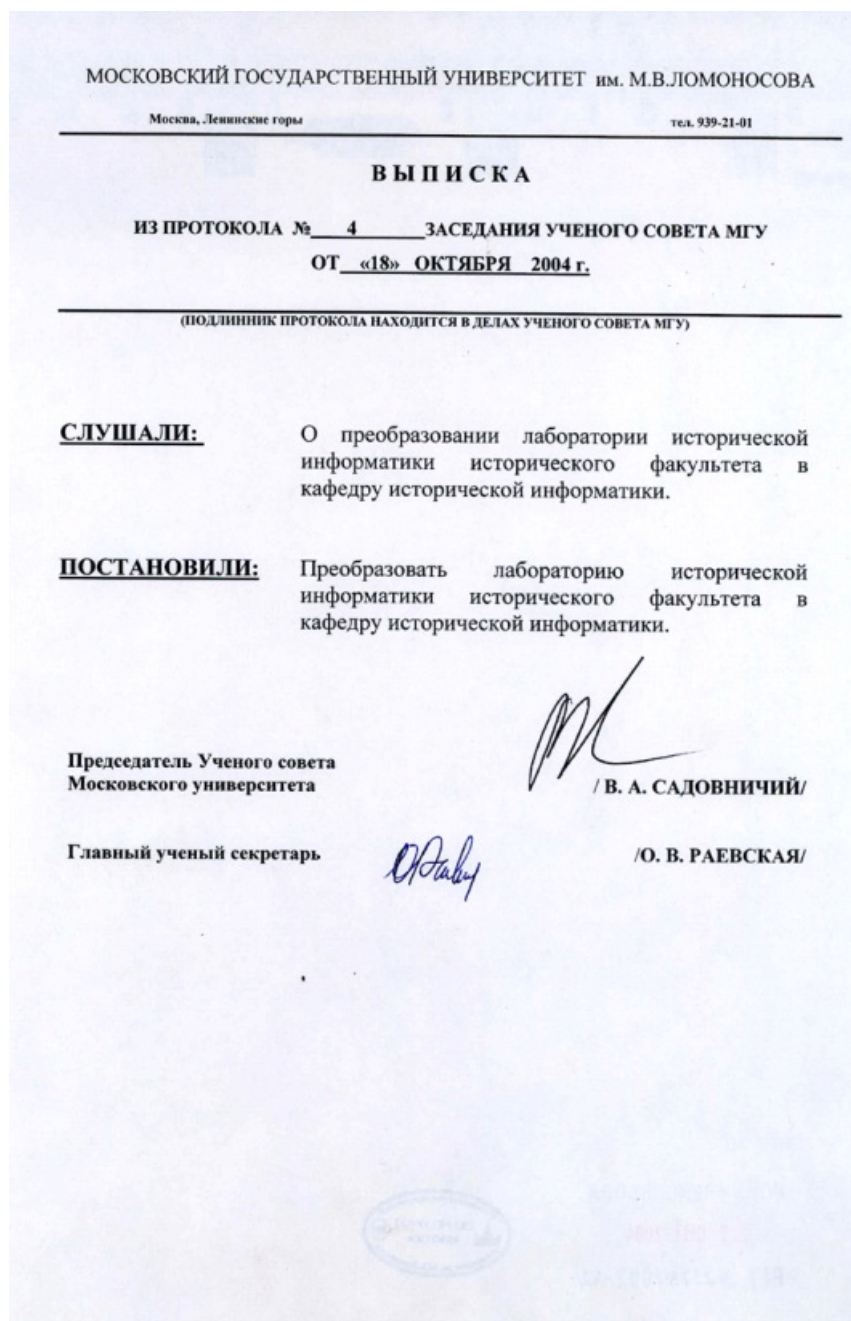 МОСКОВСКИЙ ГОСУДАРСТВЕННЫЙ УНИВЕРСИТЕТ им. М.В.ЛОМОНОСОВА
Москва, Ленинские горы тел. 939-21-01
ВЫПИСКА
ИЗ ПРОТОКОЛА № 4 ЗАСЕДАНИЯ УЧЕНОГО СОВЕТА МГУ
ОТ «18» ОКТЯБРЯ 2004 г.
(ПОДЛИННИК ПРОТОКОЛА НАХОДИТСЯ В ДЕЛАХ УЧЕНОГО СОВЕТА МГУ)
СЛУШАЛИ: О преобразовании лаборатории исторической
информатики исторического факультета в
кафедру исторической информатики.
ПОСТАНОВИЛИ: Преобразовать лабораторию исторической
информатики исторического факультета в
кафедру исторической информатики.
Председатель Ученого совета
Московского университета / В. А. САДОВНИЧИЙ/
Главный ученый секретарь /О. В. РАЕВСКАЯ/